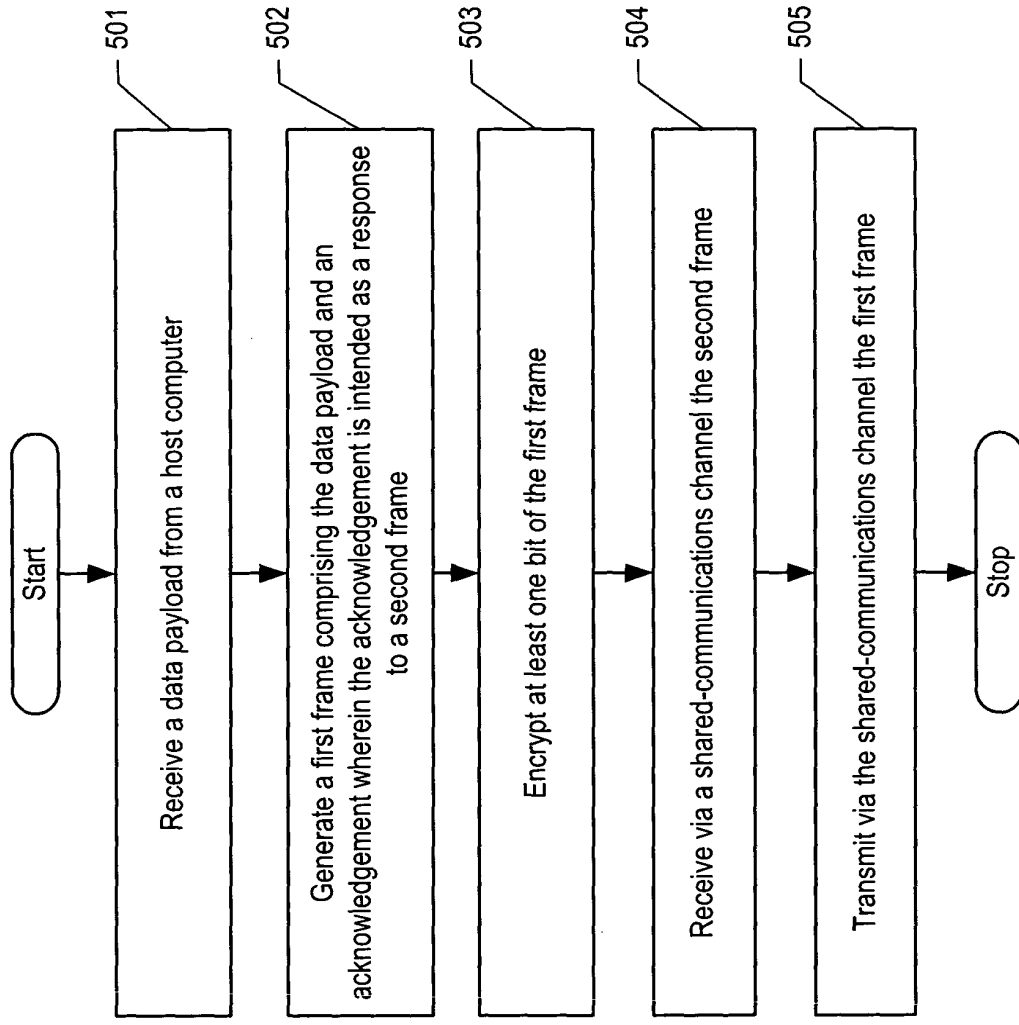 Start
501
Receive a data payload from a host computer
502
Generate a first frame comprising the data payload and an
acknowledgement wherein the acknowledgement is intended as a response
to a second frame
503
Encrypt at least one bit of the first frame
504
Receive via a shared-communications channel the second frame
505
Transmit via the shared-communications channel the first frame
Stop